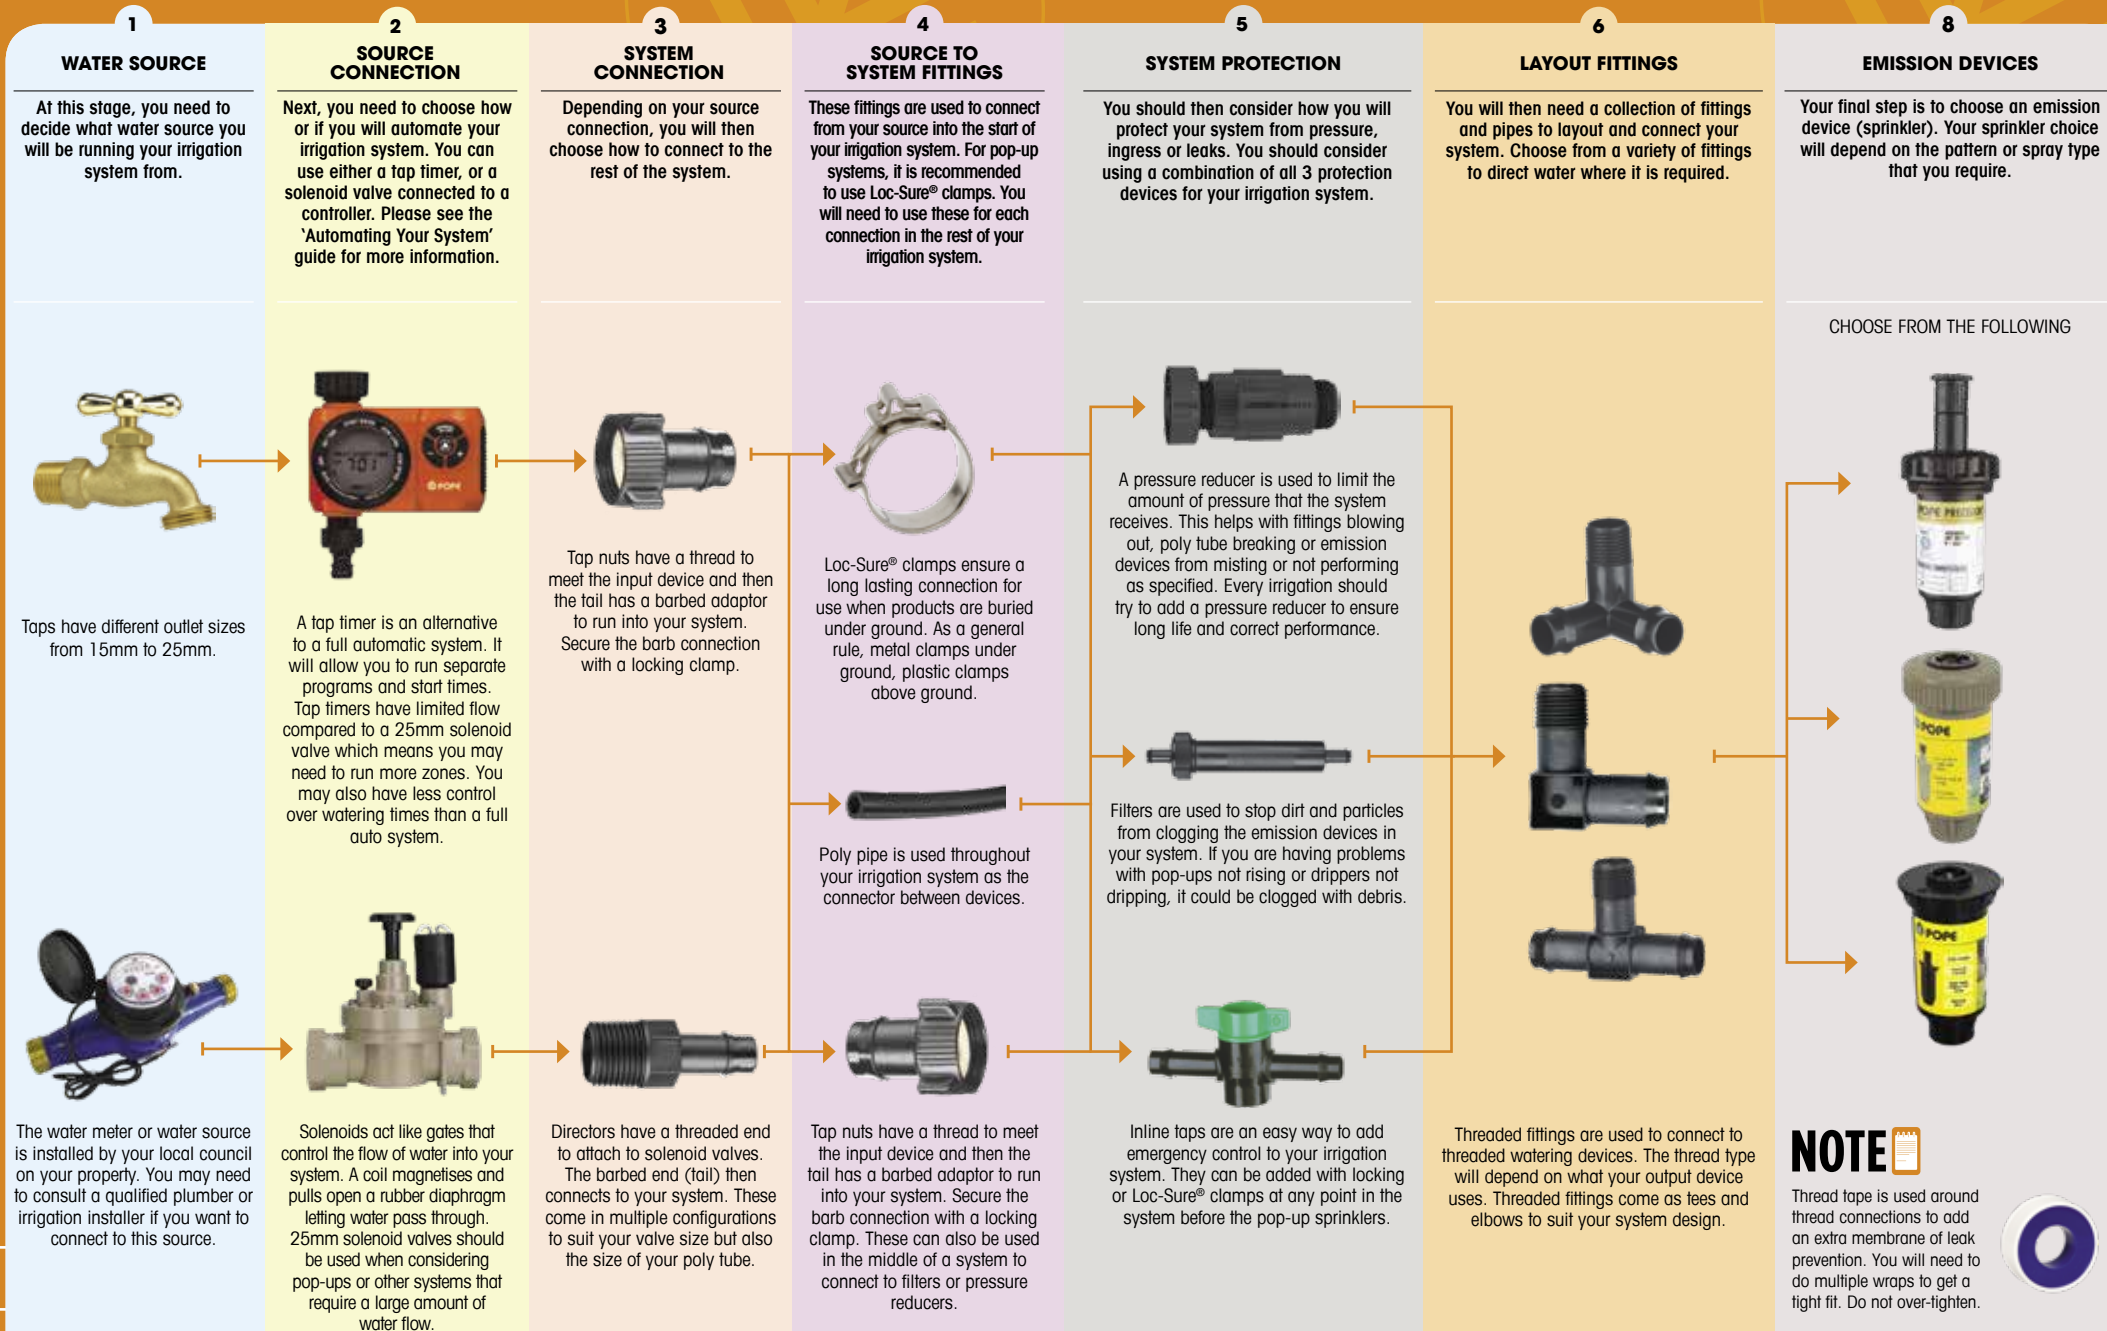 1
WATER SOURCE
At this stage, you need to
decide what water source you
will be running your irrigation
system from.
Taps have different outlet sizes
from 15mm to 25mm.
The water meter or water source
is installed by your local council
on your property. You may need
to consult a qualified plumber or
irrigation installer if you want to
connect to this source.
2
SOURCE
CONNECTION
Next, you need to choose how
or if you will automate your
irrigation system. You can
use either a tap timer, or a
solenoid valve connected to a
controller. Please see the
‘Automating Your System’
guide for more information.
701
POPE
A tap timer is an alternative
to a full automatic system. It
will allow you to run separate
programs and start times.
Tap timers have limited flow
compared to a 25mm solenoid
valve which means you may
need to run more zones. You
may also have less control
over watering times than a full
auto system.
Solenoids act like gates that
control the flow of water into your
system. A coil magnetises and
pulls open a rubber diaphragm
letting water pass through.
25mm solenoid valves should
be used when considering
pop-ups or other systems that
require a large amount of
water flow.
3
SYSTEM
CONNECTION
Depending on your source
connection, you will then
choose how to connect to the
rest of the system.
Tap nuts have a thread to
meet the input device and then
the tail has a barbed adaptor
to run into your system.
Secure the barb connection
with a locking clamp.
Directors have a threaded end
to attach to solenoid valves.
The barbed end (tail) then
connects to your system. These
come in multiple configurations
to suit your valve size but also
the size of your poly tube.
4
SOURCE TO
SYSTEM FITTINGS
These fittings are used to connect
from your source into the start of
your irrigation system. For pop-up
systems, it is recommended
to use Loc-Sure® clamps. You
will need to use these for each
connection in the rest of your
irrigation system.
Loc-Sure® clamps ensure a
long lasting connection for
use when products are buried
under ground. As a general
rule, metal clamps under
ground, plastic clamps
above ground.
Poly pipe is used throughout
your irrigation system as the
connector between devices.
Tap nuts have a thread to meet
the input device and then the
tail has a barbed adaptor to run
into your system. Secure the
barb connection with a locking
clamp. These can also be used
in the middle of a system to
connect to filters or pressure
reducers.
5
SYSTEM PROTECTION
You should then consider how you will
protect your system from pressure,
ingress or leaks. You should consider
using a combination of all 3 protection
devices for your irrigation system.
A pressure reducer is used to limit the
amount of pressure that the system
receives. This helps with fittings blowing
out, poly tube breaking or emission
devices from misting or not performing
as specified. Every irrigation should
try to add a pressure reducer to ensure
long life and correct performance.
Filters are used to stop dirt and particles
from clogging the emission devices in
your system. If you are having problems
with pop-ups not rising or drippers not
dripping, it could be clogged with debris.
Inline taps are an easy way to add
emergency control to your irrigation
system. They can be added with locking
or Loc-Sure® clamps at any point in the
system before the pop-up sprinklers.
6
LAYOUT FITTINGS
You will then need a collection of fittings
and pipes to layout and connect your
system. Choose from a variety of fittings
to direct water where it is required.
Threaded fittings are used to connect to
threaded watering devices. The thread type
will depend on what your output device
uses. Threaded fittings come as tees and
elbows to suit your system design.
8
EMISSION DEVICES
Your final step is to choose an emission
device (sprinkler). Your sprinkler choice
will depend on the pattern or spray type
that you require.
CHOOSE FROM THE FOLLOWING
POPE PRECISION
POPE
POPE
NOTE
Thread tape is used around
thread connections to add
an extra membrane of leak
prevention. You will need to
do multiple wraps to get a
tight fit. Do not over-tighten.